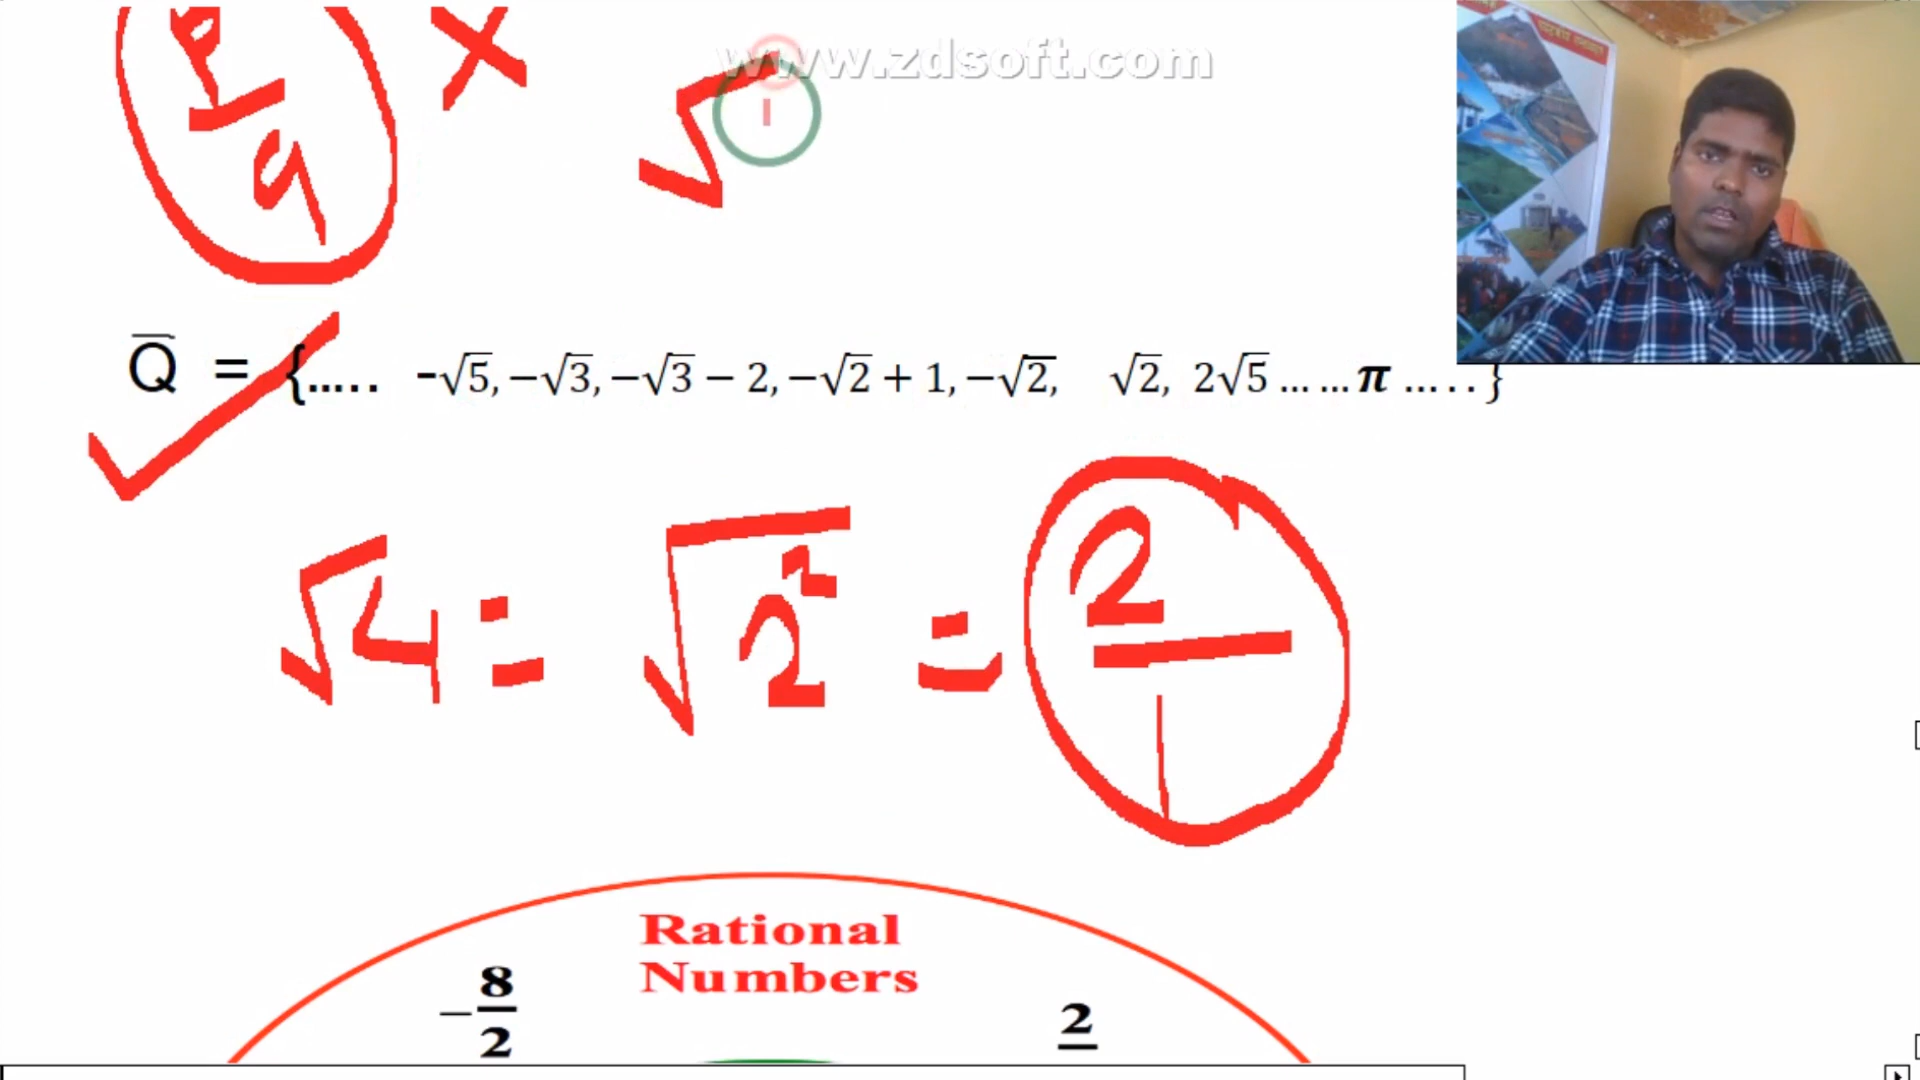 p/q ×
www.zdsoft.com
√
Q̅ = {..... -√5, −√3, −√3 − 2, −√2 + 1, −√2, √2, 2√5 ... ... π ... . . }
√4 = √2² = 2/1
Rational
Numbers
−8/2
2